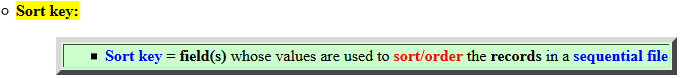 Sort key:
Sort key = field(s) whose values are used to sort/order the records in a sequential file